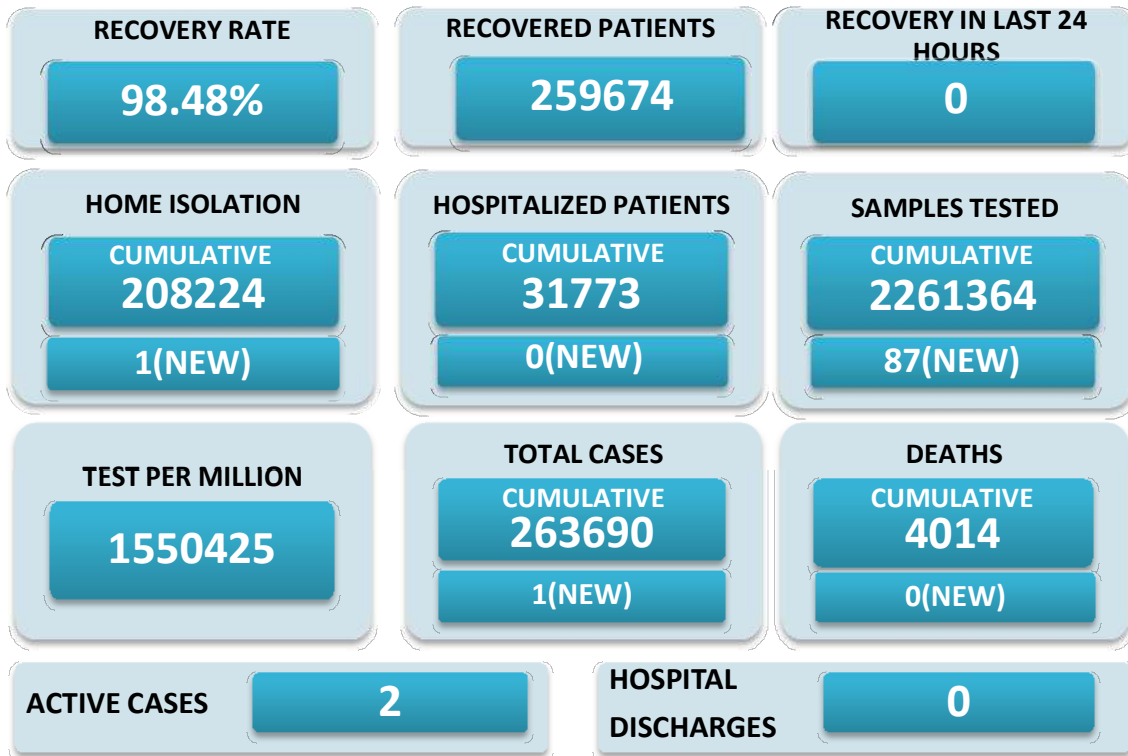 RECOVERY RATE
98.48%
RECOVERED PATIENTS
259674
RECOVERY IN LAST 24
HOURS
0
HOME ISOLATION
CUMULATIVE
208224
1(NEW)
HOSPITALIZED PATIENTS
CUMULATIVE
31773
0(NEW)
SAMPLES TESTED
CUMULATIVE
2261364
87(NEW)
TEST PER MILLION
1550425
TOTAL CASES
CUMULATIVE
263690
1(NEW)
DEATHS
CUMULATIVE
4014
0(NEW)
ACTIVE CASES
2
HOSPITAL
DISCHARGES
0